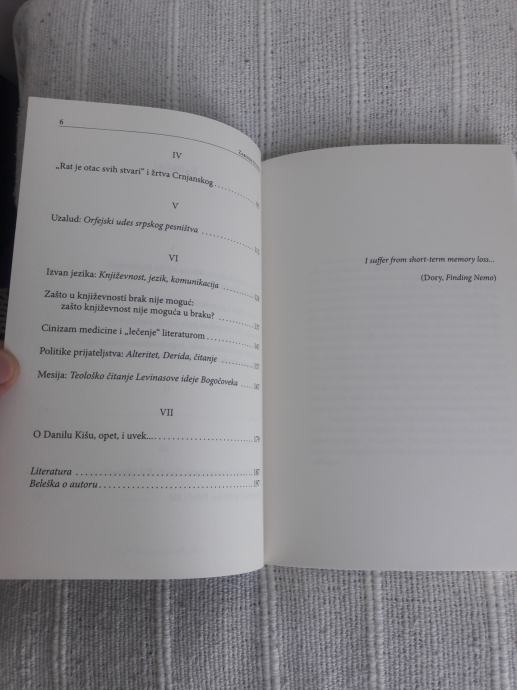 6
IV
„Rat je otac svih stvari“ i žrtva Crnjanskog
V
Uzalud: Orfejski udes srpskog pesništva
VI
Izvan jezika: Književnost, jezik, komunikacija
Zašto u književnosti brak nije moguć:
zašto književnost nije moguća u braku?
Cinizam medicine i „lečenje“ literaturom
Politike prijateljstva: Alteritet, Derida, čitanje
Mesija: Teološko čitanje Levinasove ideje Bogočoveka
VII
O Danilu Kišu, opet, i uvek... 179
Literatura 187
Beleška o autoru 197
I suffer from short-term memory loss...
(Dory, Finding Nemo)